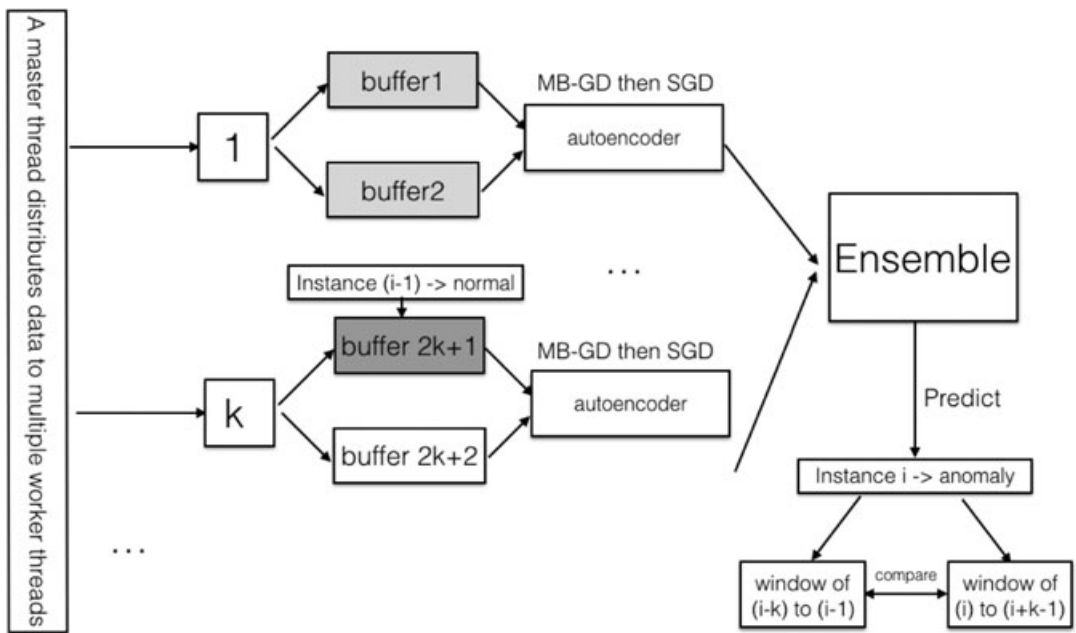 A master thread distributes data to multiple worker threads
1
buffer1
buffer2
MB-GD then SGD
autoencoder
...
Instance (i-1) -> normal
k
buffer 2k+1
buffer 2k+2
MB-GD then SGD
autoencoder
...
Ensemble
Predict
Instance i -> anomaly
window of
(i-k) to (i-1)
compare
window of
(i) to (i+k-1)